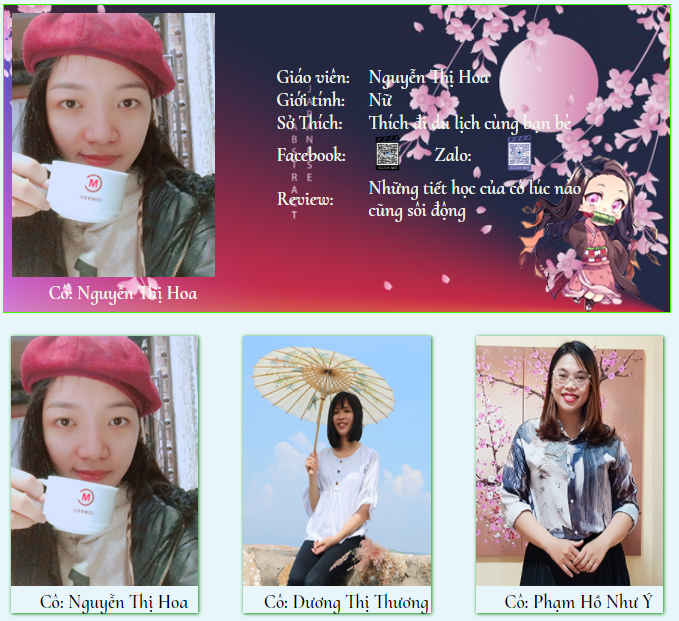 Giáo viên: Nguyễn Thị Hoa
Giới tính: Nữ
Sở Thích: Thích đi du lịch cùng bạn bè
Facebook: Zalo:
Review: Những tiết học của cô lúc nào
cũng sôi động
JAPANESE
ABSTRAT
Cô: Nguyễn Thị Hoa
Cô: Nguyễn Thị Hoa
Cô: Dương Thị Thương
Cô: Phạm Hồ Như Ý